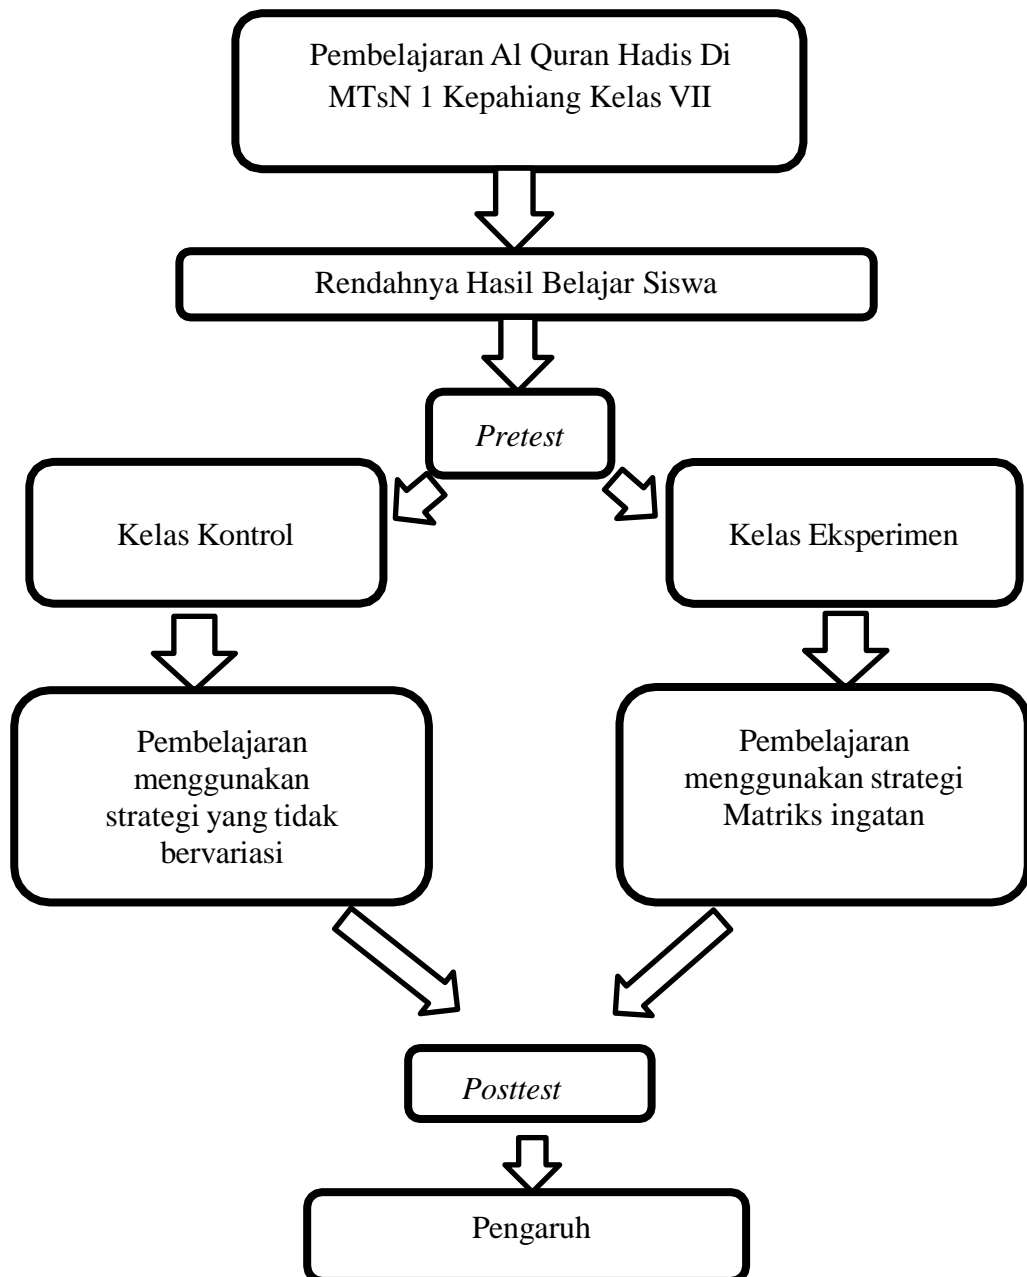 Pembelajaran Al Quran Hadis Di
MTsN 1 Kepahiang Kelas VII
Rendahnya Hasil Belajar Siswa
Pretest
Kelas Kontrol
Kelas Eksperimen
Pembelajaran
menggunakan
strategi yang tidak
bervariasi
Pembelajaran
menggunakan strategi
Matriks ingatan
Posttest
Pengaruh